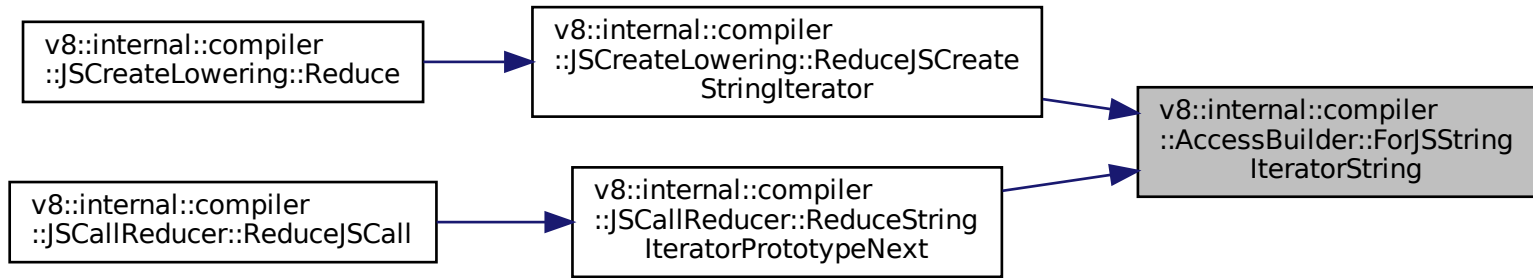 v8::internal::compiler
::JSCreateLowering::Reduce
v8::internal::compiler
::JSCreateLowering::ReduceJSCreate
StringIterator
v8::internal::compiler
::AccessBuilder::ForJSString
IteratorString
v8::internal::compiler
::JSCallReducer::ReduceJSCall
v8::internal::compiler
::JSCallReducer::ReduceString
IteratorPrototypeNext